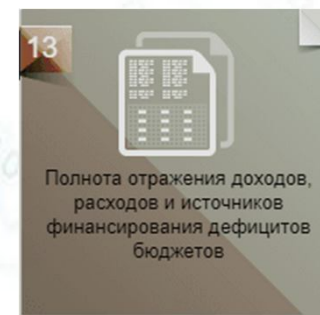 13
Полнота отражения доходов,
расходов и источников
финансирования дефицитов
бюджетов